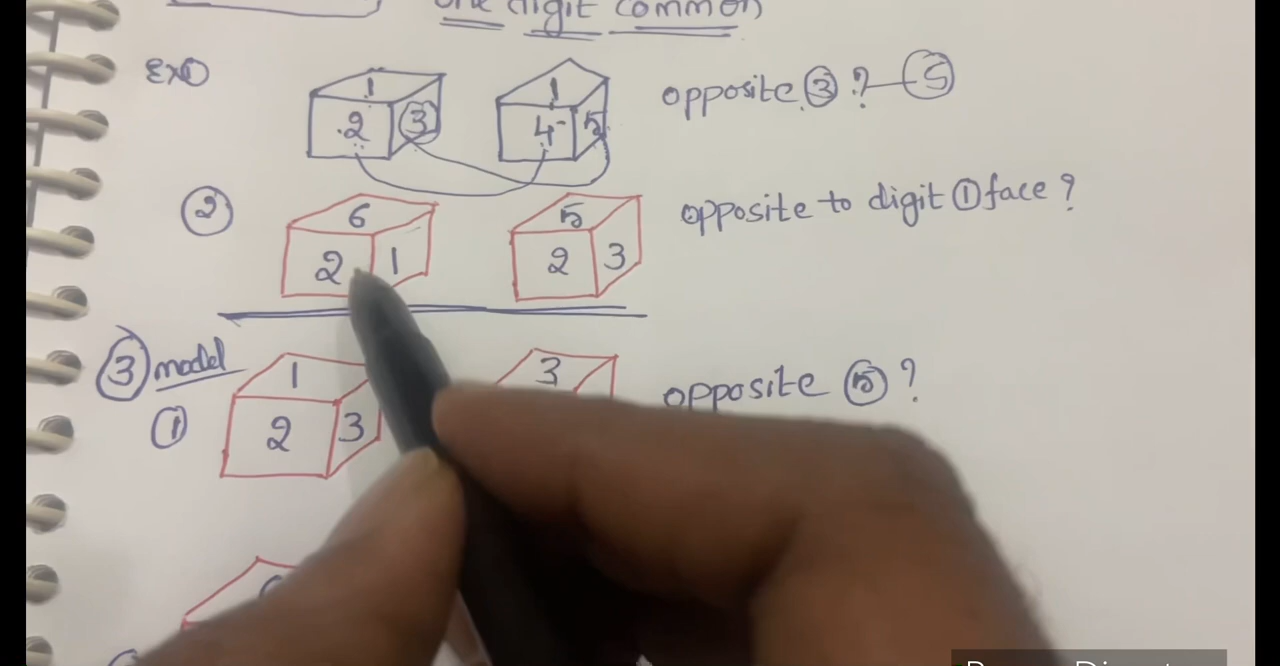 one digit common
Ex① 1 2 3 1 4 5 opposite ③ ? ⑤
② 6 2 1 5 2 3 opposite to digit ① face ?
③ model 1 3 opposite ⑤ ?
① 2 3